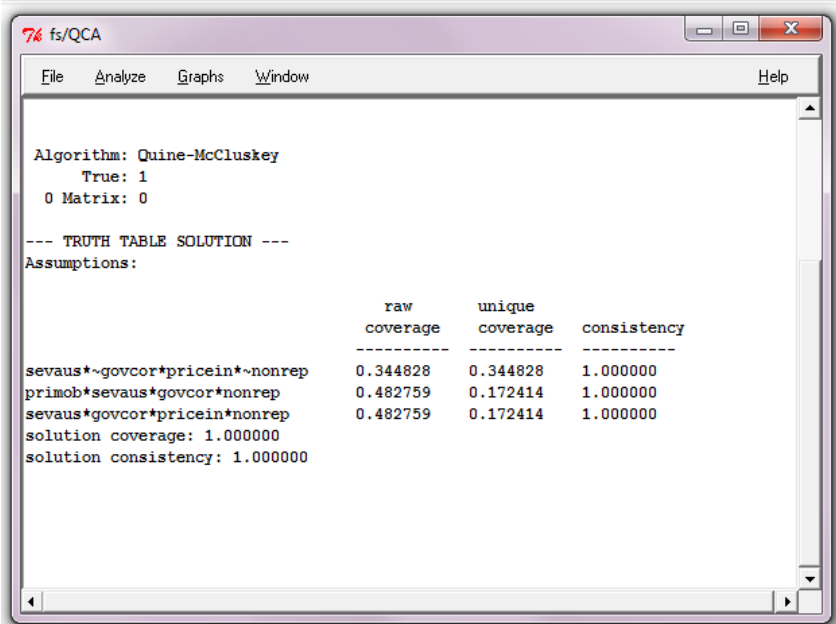 7% fs/QCA
File Analyze Graphs Window Help
Algorithm: Quine-McCluskey
True: 1
0 Matrix: 0
--- TRUTH TABLE SOLUTION ---
Assumptions:
raw unique
coverage coverage consistency
---------- ---------- ----------
sevaus*~govcor*pricein*~nonrep 0.344828 0.344828 1.000000
primob*sevaus*govcor*nonrep 0.482759 0.172414 1.000000
sevaus*govcor*pricein*nonrep 0.482759 0.172414 1.000000
solution coverage: 1.000000
solution consistency: 1.000000